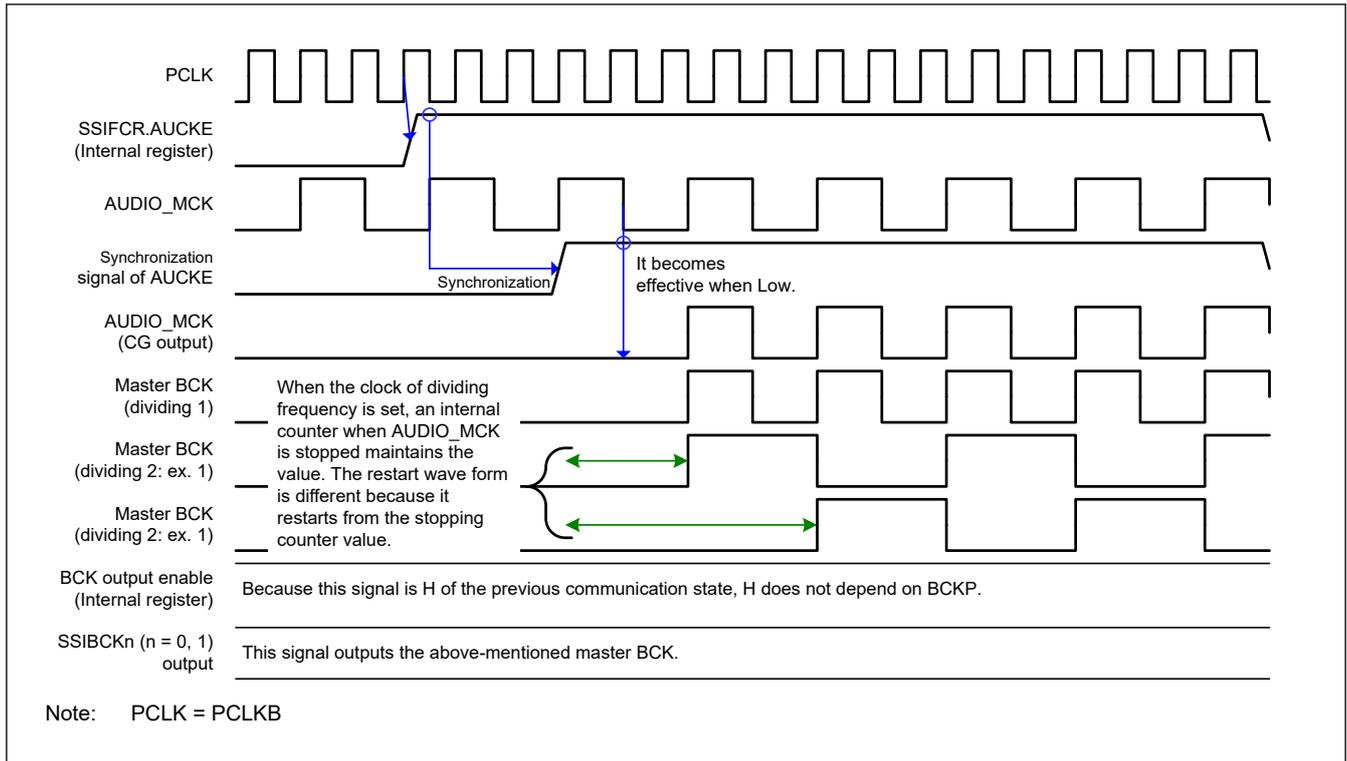 PCLK
SSIFCR.AUCKE
(Internal register)
AUDIO_MCK
Synchronization
signal of AUCKE
Synchronization
It becomes
effective when Low.
AUDIO_MCK
(CG output)
Master BCK
(dividing 1)
When the clock of dividing
frequency is set, an internal
counter when AUDIO_MCK
is stopped maintains the
value. The restart wave form
is different because it
restarts from the stopping
counter value.
Master BCK
(dividing 2: ex. 1)
Master BCK
(dividing 2: ex. 1)
BCK output enable
(Internal register)
Because this signal is H of the previous communication state, H does not depend on BCKP.
SSIBCKn (n = 0, 1)
output
This signal outputs the above-mentioned master BCK.
Note: PCLK = PCLKB